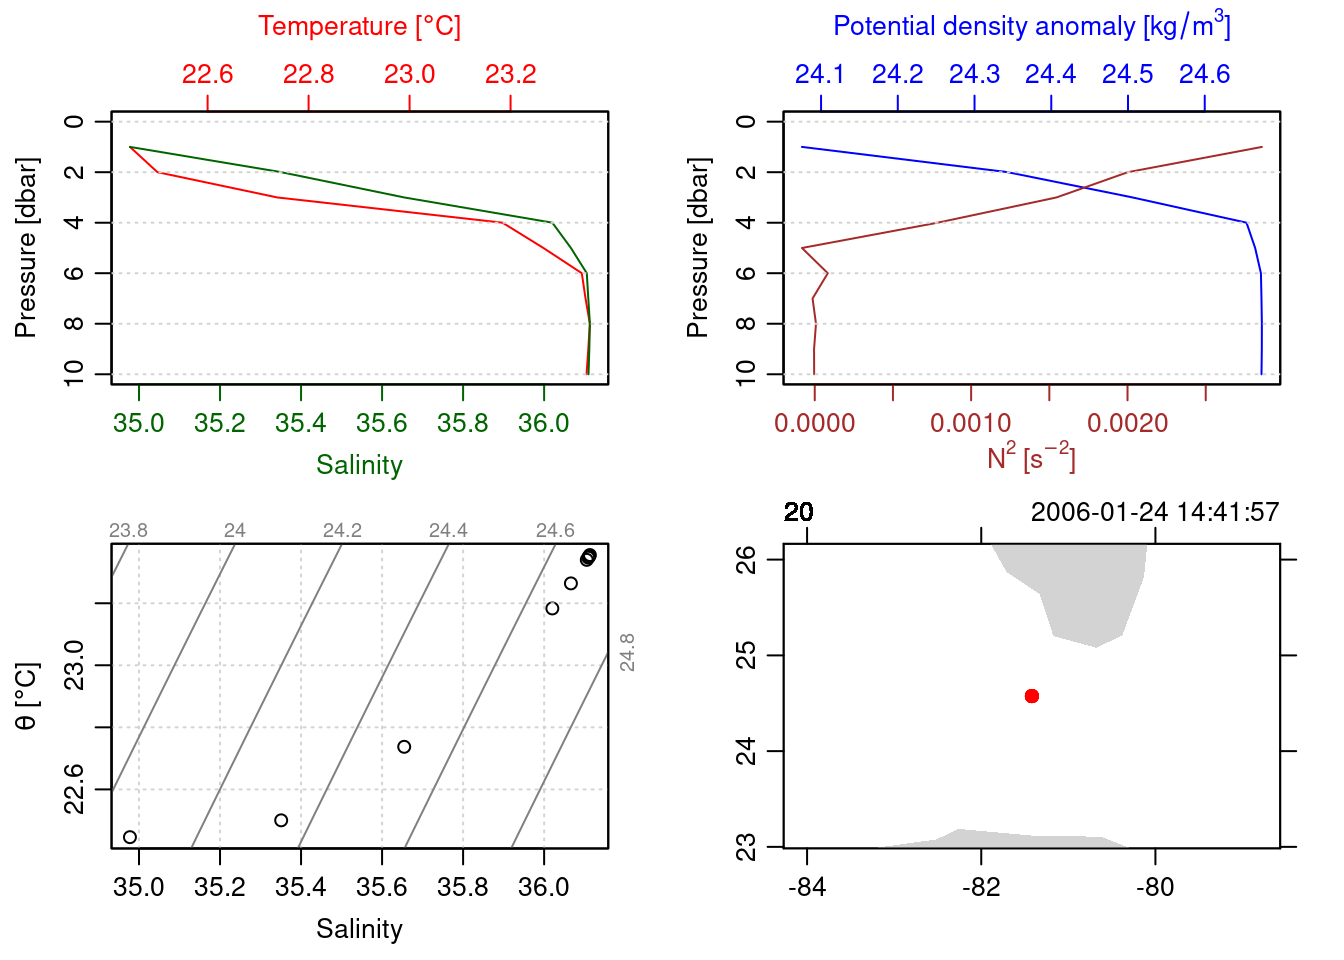 Temperature [°C]
22.6 22.8 23.0 23.2
Pressure [dbar]
0 2 4 6 8 10
35.0 35.2 35.4 35.6 35.8 36.0
Salinity
Potential density anomaly [kg/m³]
24.1 24.2 24.3 24.4 24.5 24.6
Pressure [dbar]
0 2 4 6 8 10
0.0000 0.0010 0.0020
N² [s⁻²]
23.8 24 24.2 24.4 24.6
24.8
θ [°C]
23.0
22.6
35.0 35.2 35.4 35.6 35.8 36.0
Salinity
20 2006-01-24 14:41:57
26
25
24
23
-84 -82 -80